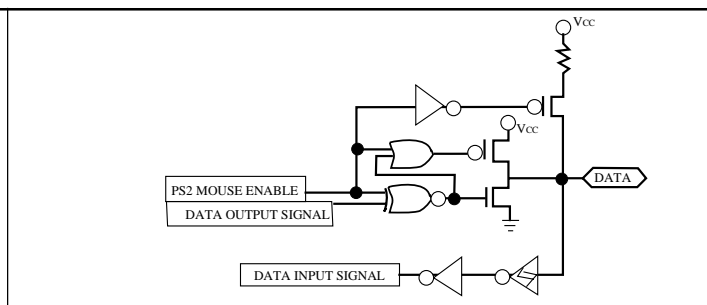 Vcc
Vcc
PS2 MOUSE ENABLE
DATA
DATA OUTPUT SIGNAL
DATA INPUT SIGNAL